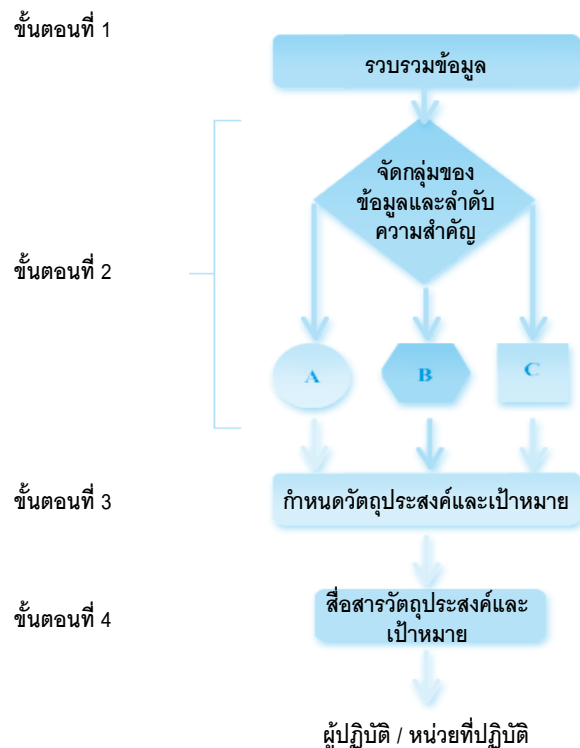 ขั้นตอนที่ 1
รวบรวมข้อมูล
จัดกลุ่มของ
ข้อมูลและลำดับ
ความสำคัญ
ขั้นตอนที่ 2
A
B
C
ขั้นตอนที่ 3
กำหนดวัตถุประสงค์และเป้าหมาย
ขั้นตอนที่ 4
สื่อสารวัตถุประสงค์และ
เป้าหมาย
ผู้ปฏิบัติ / หน่วยที่ปฏิบัติ